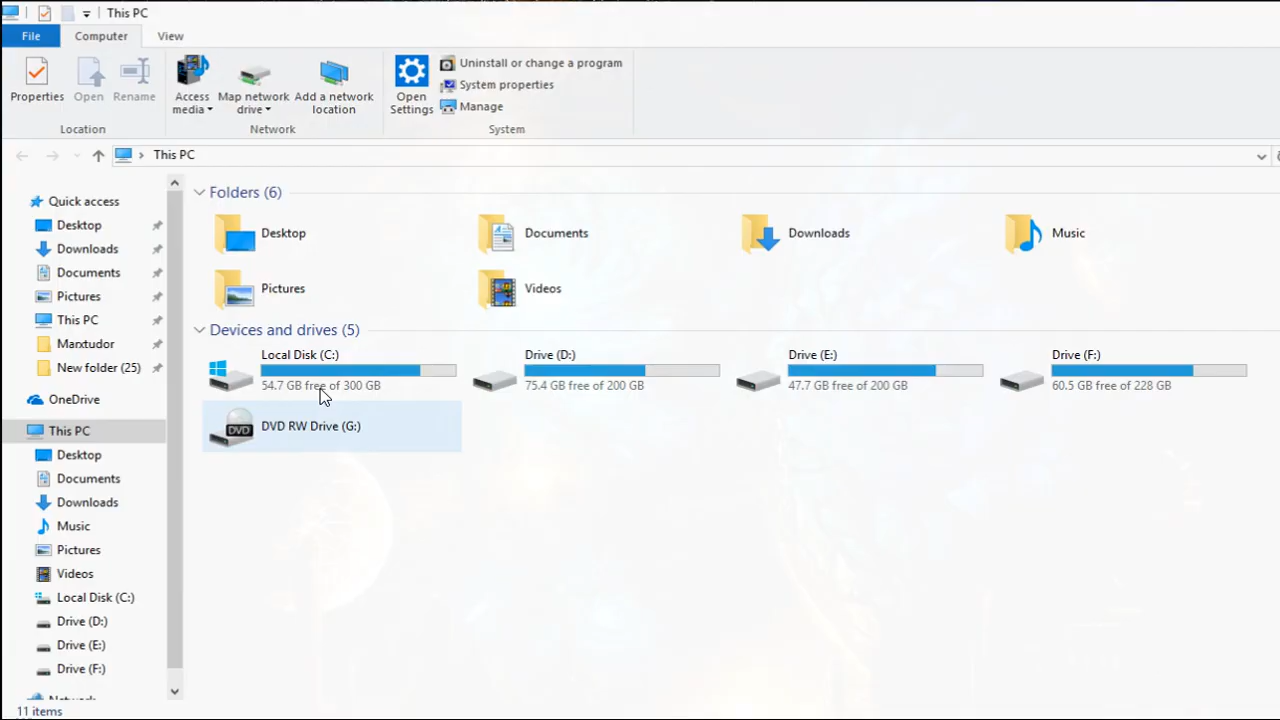 This PC
File Computer View
Properties Open Rename
Location
Access media Map network drive Add a network location
Network
Open Settings
Uninstall or change a program
System properties
Manage
System
This PC
Quick access
Desktop
Downloads
Documents
Pictures
This PC
Marxtudor
New folder (25)
OneDrive
This PC
Desktop
Documents
Downloads
Music
Pictures
Videos
Local Disk (C:)
Drive (D:)
Drive (E:)
Drive (F:)
Network
Folders (6)
Desktop Documents Downloads Music
Pictures Videos
Devices and drives (5)
Local Disk (C:) Drive (D:) Drive (E:) Drive (F:)
54.7 GB free of 300 GB 75.4 GB free of 200 GB 47.7 GB free of 200 GB 60.5 GB free of 228 GB
DVD DVD RW Drive (G:)
11 items